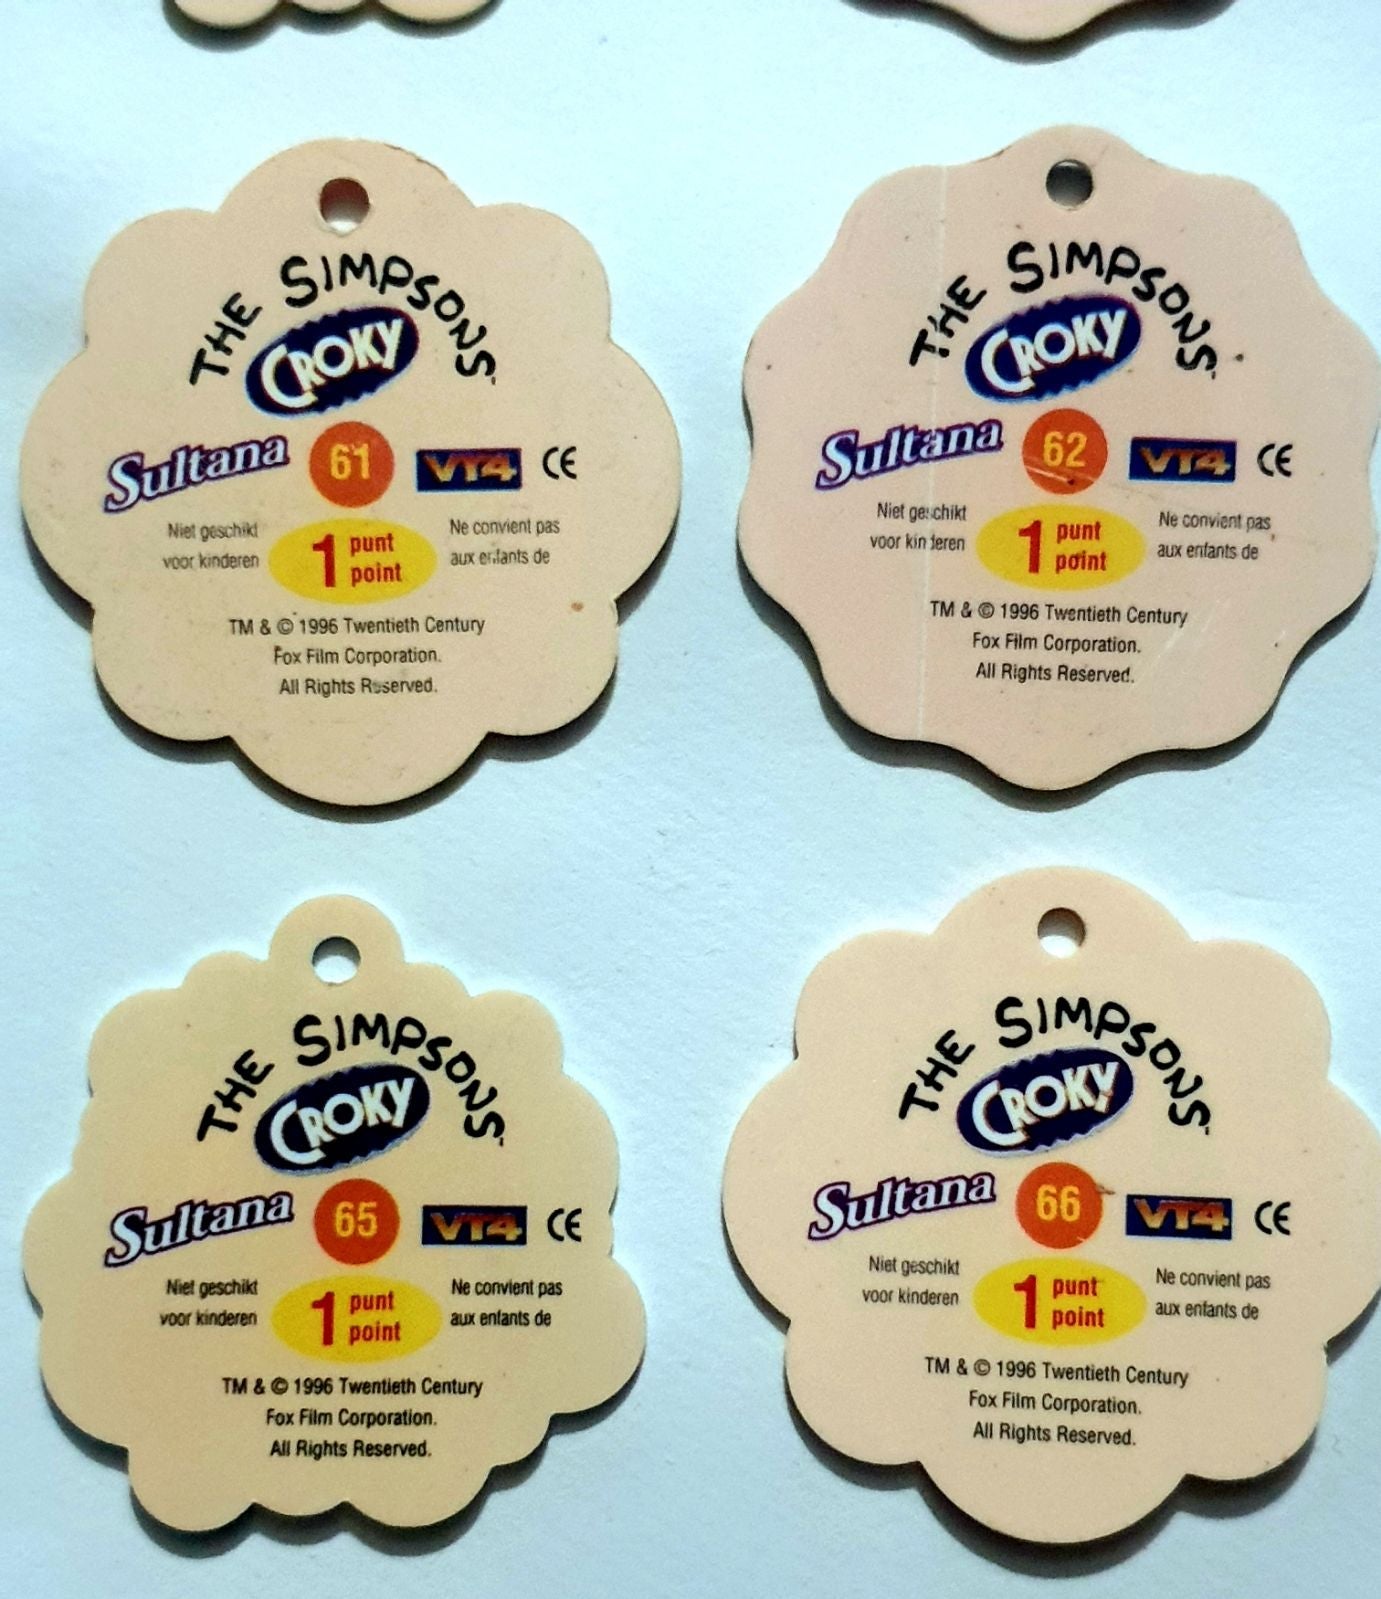 THE SIMPSONS
CROKY
Sultana 61 VT4 CE
Niet geschikt 1 punt Ne convient pas
voor kinderen point aux enfants de
TM & © 1996 Twentieth Century
Fox Film Corporation.
All Rights Reserved.
THE SIMPSONS
CROKY
Sultana 62 VT4 CE
Niet geschikt 1 punt Ne convient pas
voor kinderen point aux enfants de
TM & © 1996 Twentieth Century
Fox Film Corporation.
All Rights Reserved.
THE SIMPSONS
CROKY
Sultana 65 VT4 CE
Niet geschikt 1 punt Ne convient pas
voor kinderen point aux enfants de
TM & © 1996 Twentieth Century
Fox Film Corporation.
All Rights Reserved.
THE SIMPSONS
CROKY
Sultana 66 VT4 CE
Niet geschikt 1 punt Ne convient pas
voor kinderen point aux enfants de
TM & © 1996 Twentieth Century
Fox Film Corporation.
All Rights Reserved.